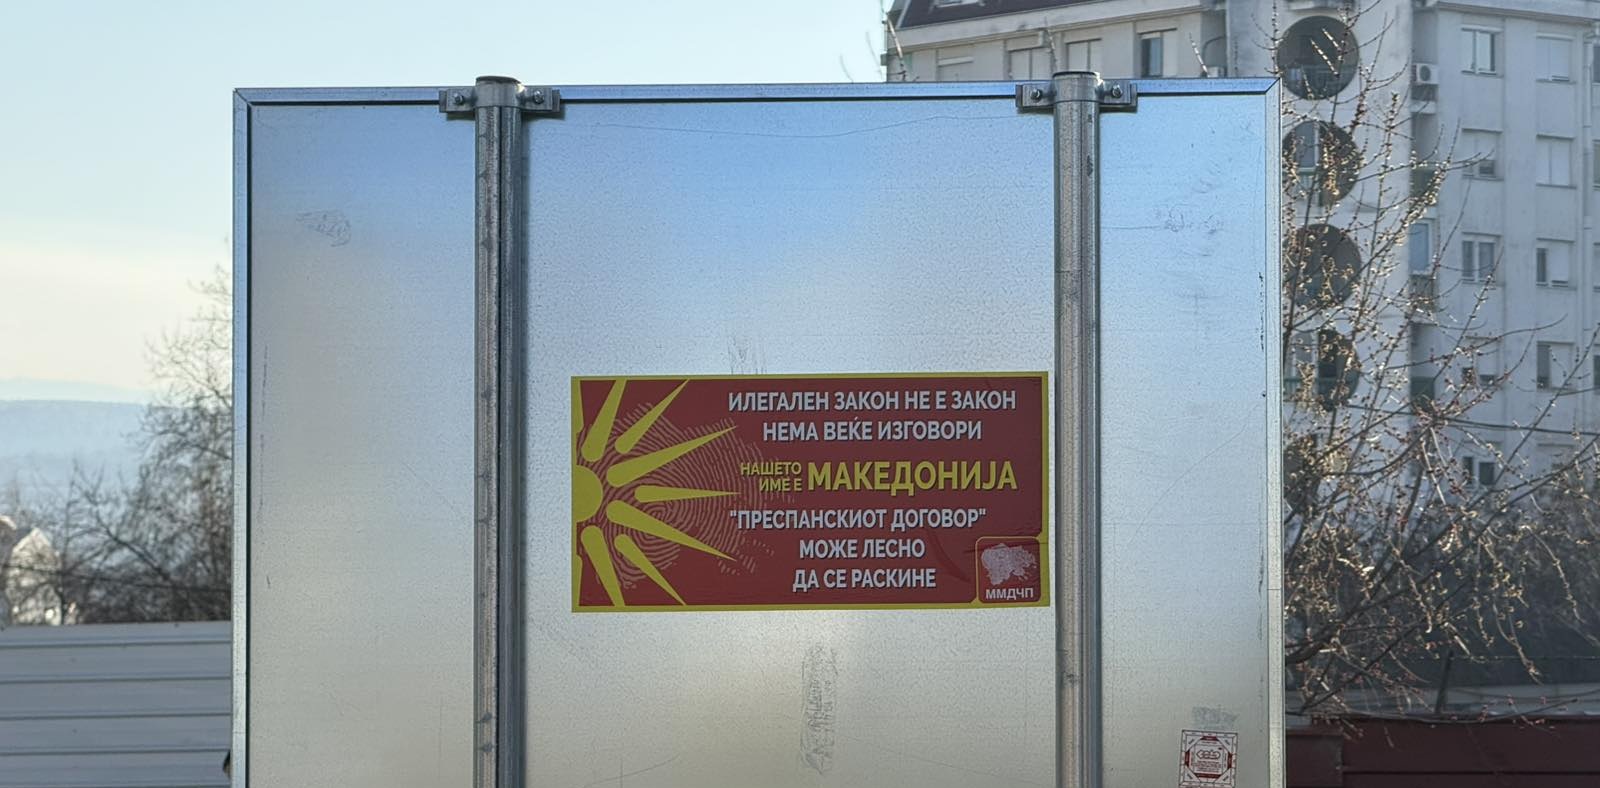 ИЛЕГАЛЕН ЗАКОН НЕ Е ЗАКОН
НЕМА ВЕЌЕ ИЗГОВОРИ
НАШЕТО
ИМЕ Е МАКЕДОНИЈА
"ПРЕСПАНСКИОТ ДОГОВОР"
МОЖЕ ЛЕСНО
ДА СЕ РАСКИНЕ
ММДЧП